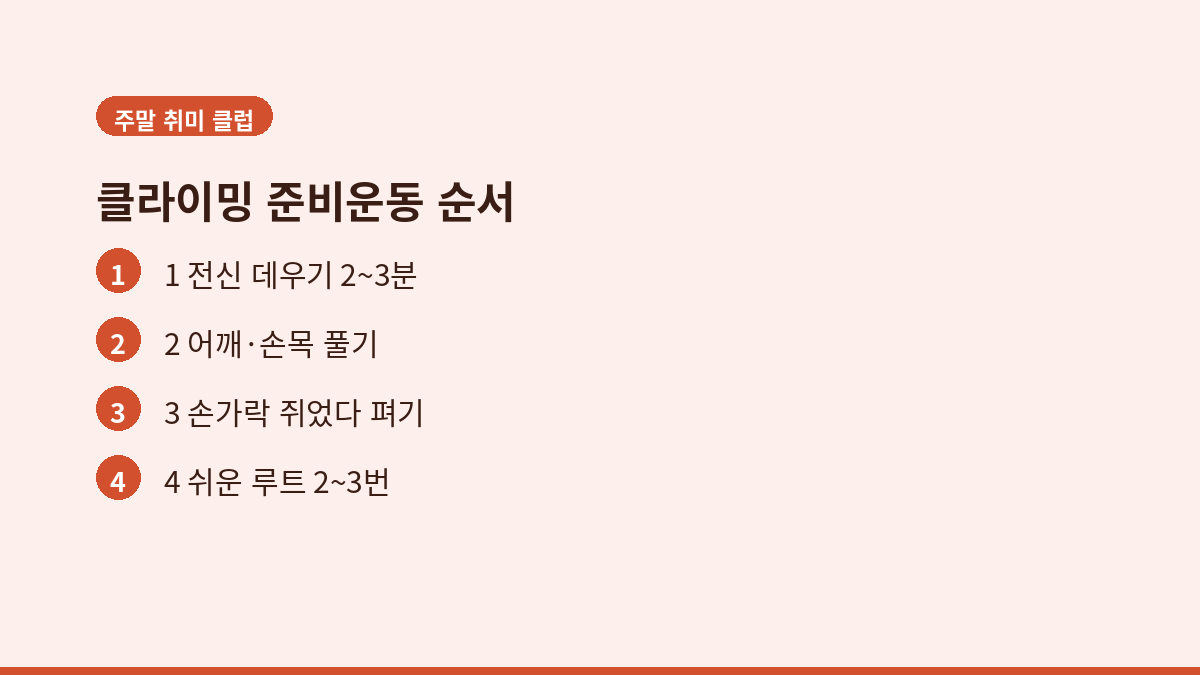 주말 취미 클럽
클라이밍 준비운동 순서
1 1 전신 데우기 2~3분
2 2 어깨·손목 풀기
3 3 손가락 쥐었다 펴기
4 4 쉬운 루트 2~3번